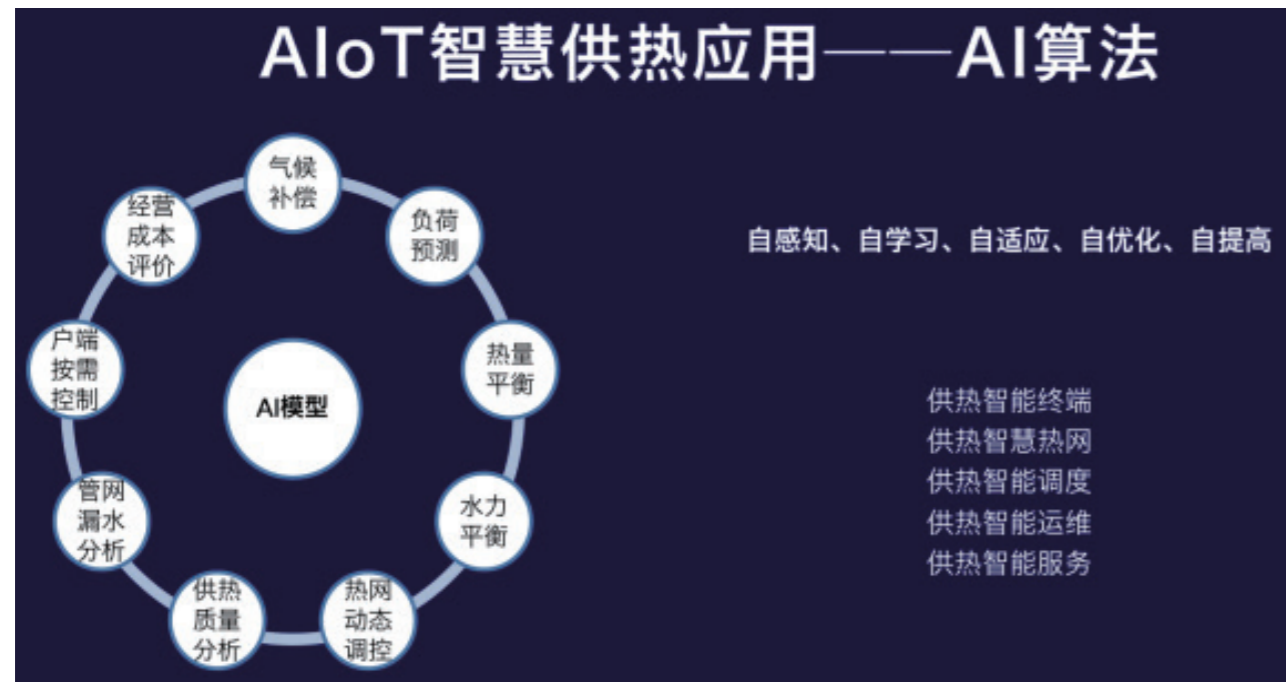 AIoT智慧供热应用——AI算法
气候
补偿
负荷
预测
热量
平衡
水力
平衡
热网
动态
调控
供热
质量
分析
管网
漏水
分析
户端
按需
控制
经营
成本
评价
AI模型
自感知、自学习、自适应、自优化、自提高
供热智能终端
供热智慧热网
供热智能调度
供热智能运维
供热智能服务